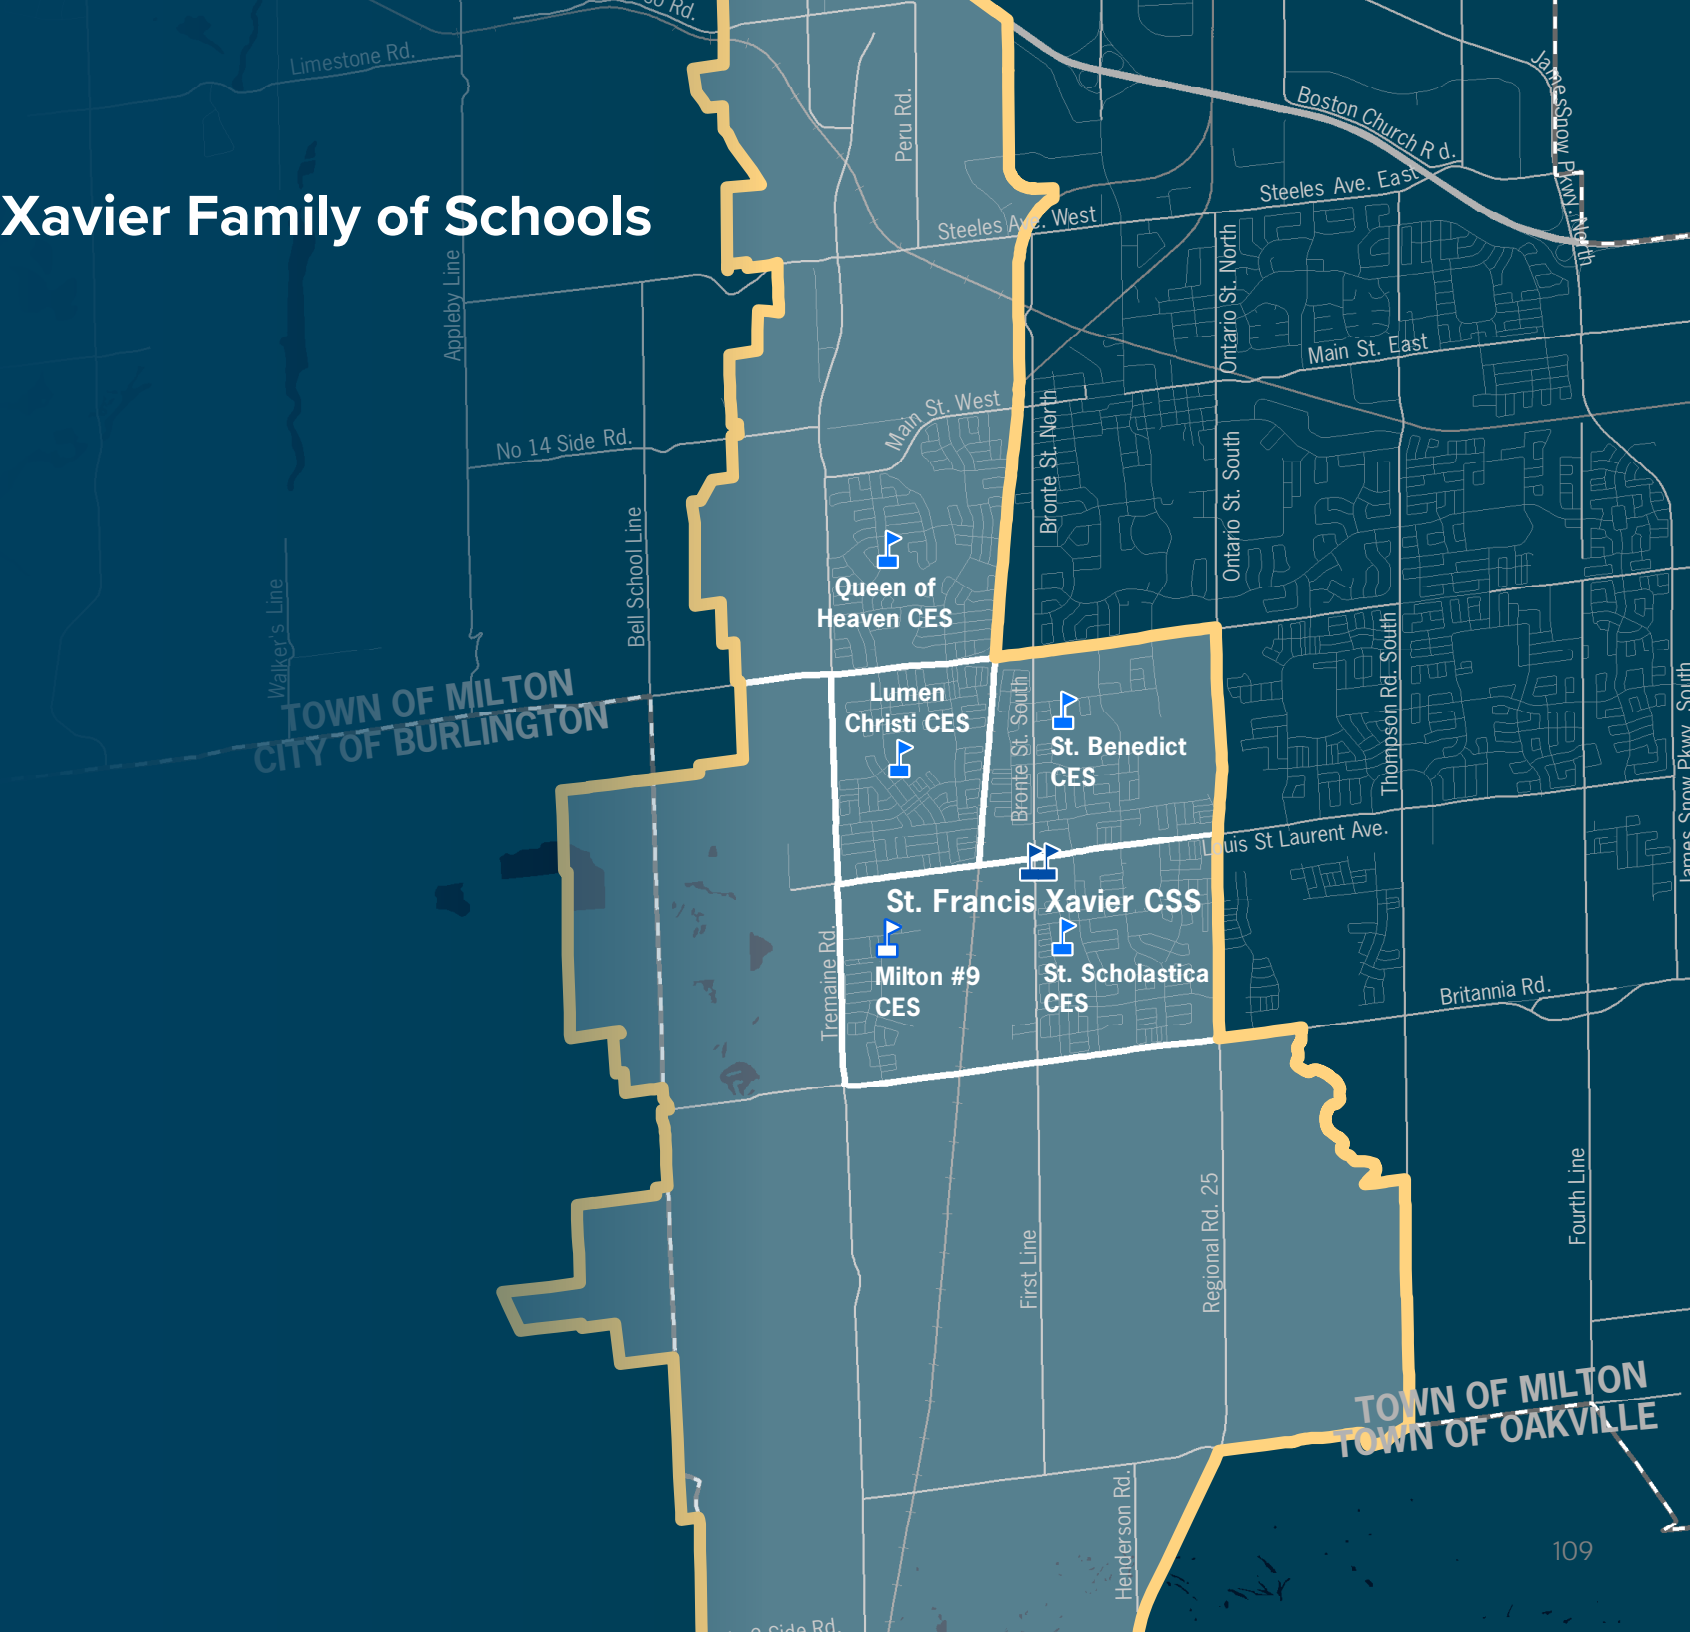 Rd.
Limestone Rd.
Peru Rd.
Boston Church Rd.
James Snow Pkwy. North
Xavier Family of Schools
Steeles Ave. East
Steeles Ave. West
Appleby Line
Ontario St. North
Main St. East
Main St. West
No 14 Side Rd.
Bronte St. North
Ontario St. South
Bell School Line
Queen of
Heaven CES
Walker's Line
TOWN OF MILTON
CITY OF BURLINGTON
Lumen
Christi CES
Bronte St. South
St. Benedict
CES
Thompson Rd. South
James Snow Pkwy. South
Louis St Laurent Ave.
St. Francis Xavier CSS
Tremaine Rd.
Milton #9
CES
St. Scholastica
CES
Britannia Rd.
First Line
Regional Rd. 25
Fourth Line
TOWN OF MILTON
TOWN OF OAKVILLE
Henderson Rd.
109
Side Rd.